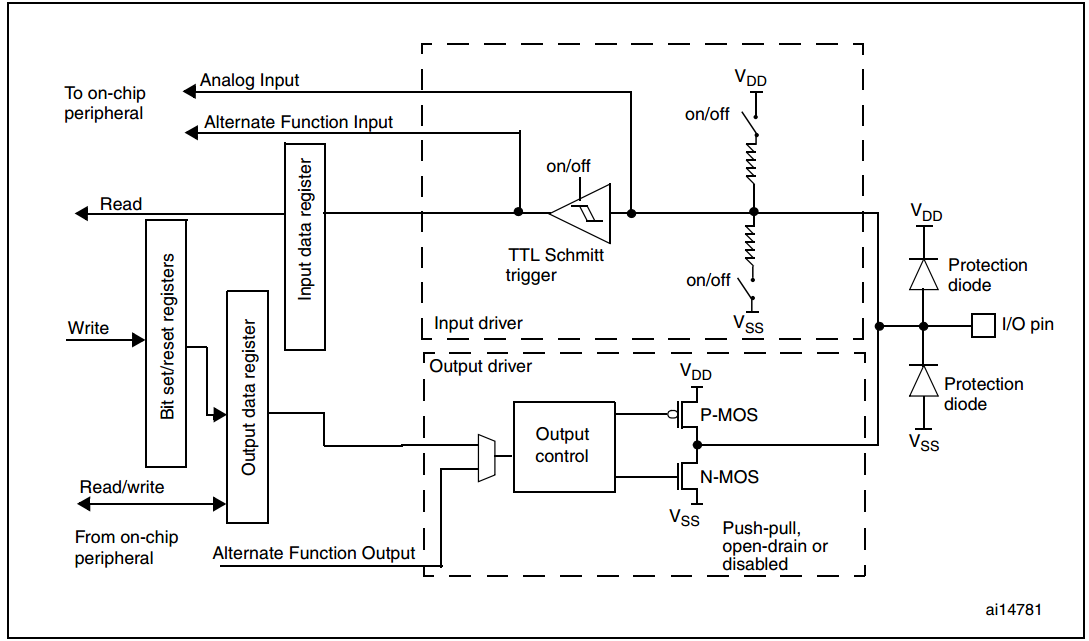 To on-chip
peripheral
Analog Input
Alternate Function Input
Read
Input data register
Bit set/reset registers
Write
Output data register
Read/write
From on-chip
peripheral
Alternate Function Output
on/off
TTL Schmitt
trigger
VDD
on/off
on/off
VSS
Input driver
Output driver
VDD
P-MOS
Output
control
N-MOS
VSS
Push-pull,
open-drain or
disabled
VDD
Protection
diode
I/O pin
Protection
diode
VSS
ai14781